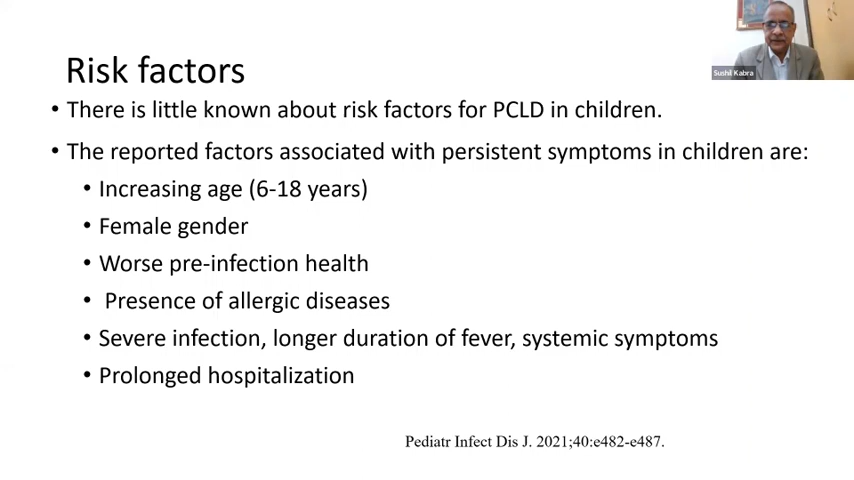 Sushil Kabra
Risk factors
• There is little known about risk factors for PCLD in children.
• The reported factors associated with persistent symptoms in children are:
• Increasing age (6-18 years)
• Female gender
• Worse pre-infection health
• Presence of allergic diseases
• Severe infection, longer duration of fever, systemic symptoms
• Prolonged hospitalization
Pediatr Infect Dis J. 2021;40:e482-e487.